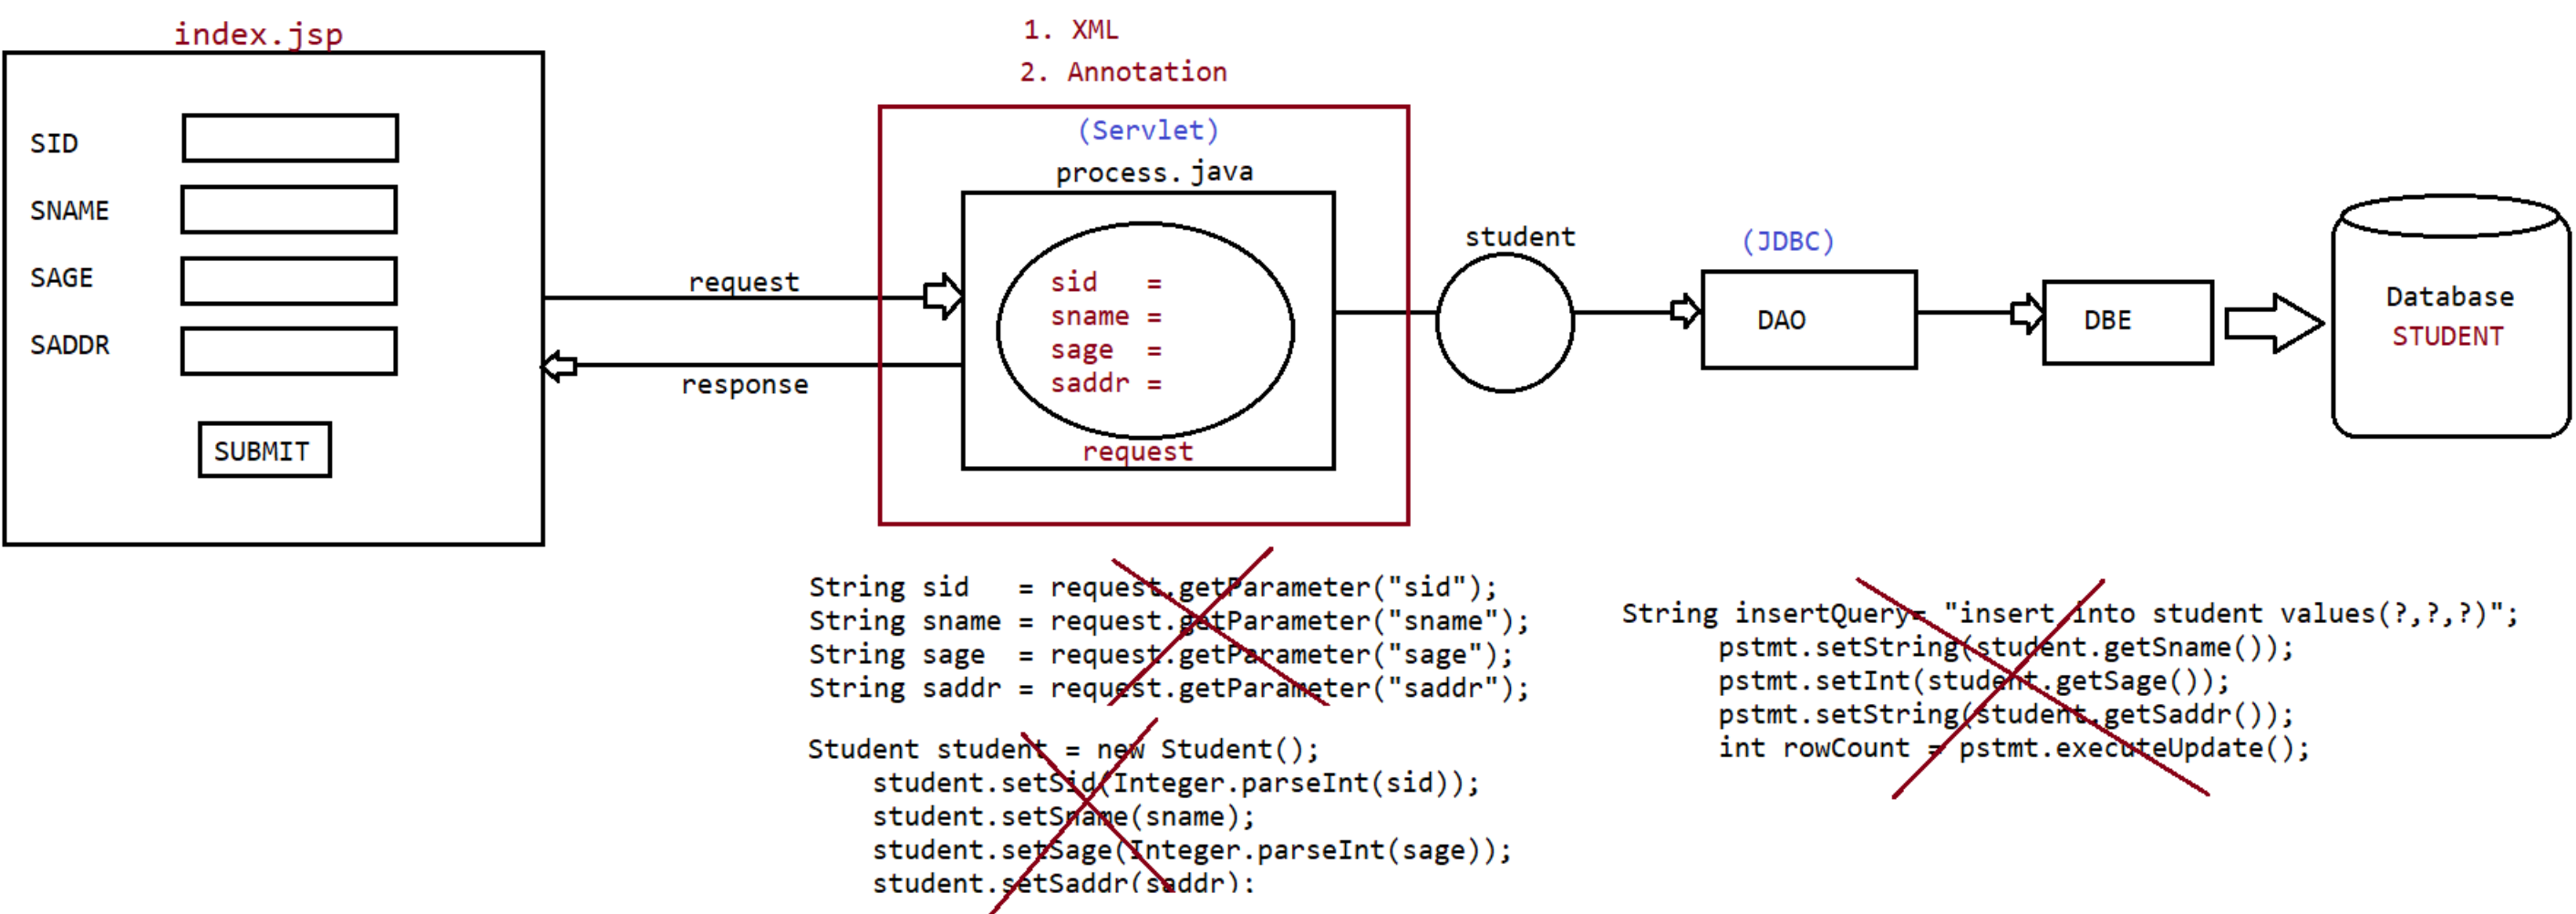 index.jsp
SID
SNAME
SAGE
SADDR
SUBMIT
request
response
1. XML
2. Annotation
(Servlet)
process.java
sid   =
sname =
sage  =
saddr =
request
student
(JDBC)
DAO
DBE
Database
STUDENT
String sid   = request.getParameter("sid");
String sname = request.getParameter("sname");
String sage  = request.getParameter("sage");
String saddr = request.getParameter("saddr");
Student student = new Student();
student.setSid(Integer.parseInt(sid));
student.setSname(sname);
student.setSage(Integer.parseInt(sage));
student.setSaddr(saddr);
String insertQuery= "insert into student values(?,?,?)";
pstmt.setString(student.getSname());
pstmt.setInt(student.getSage());
pstmt.setString(student.getSaddr());
int rowCount = pstmt.executeUpdate();